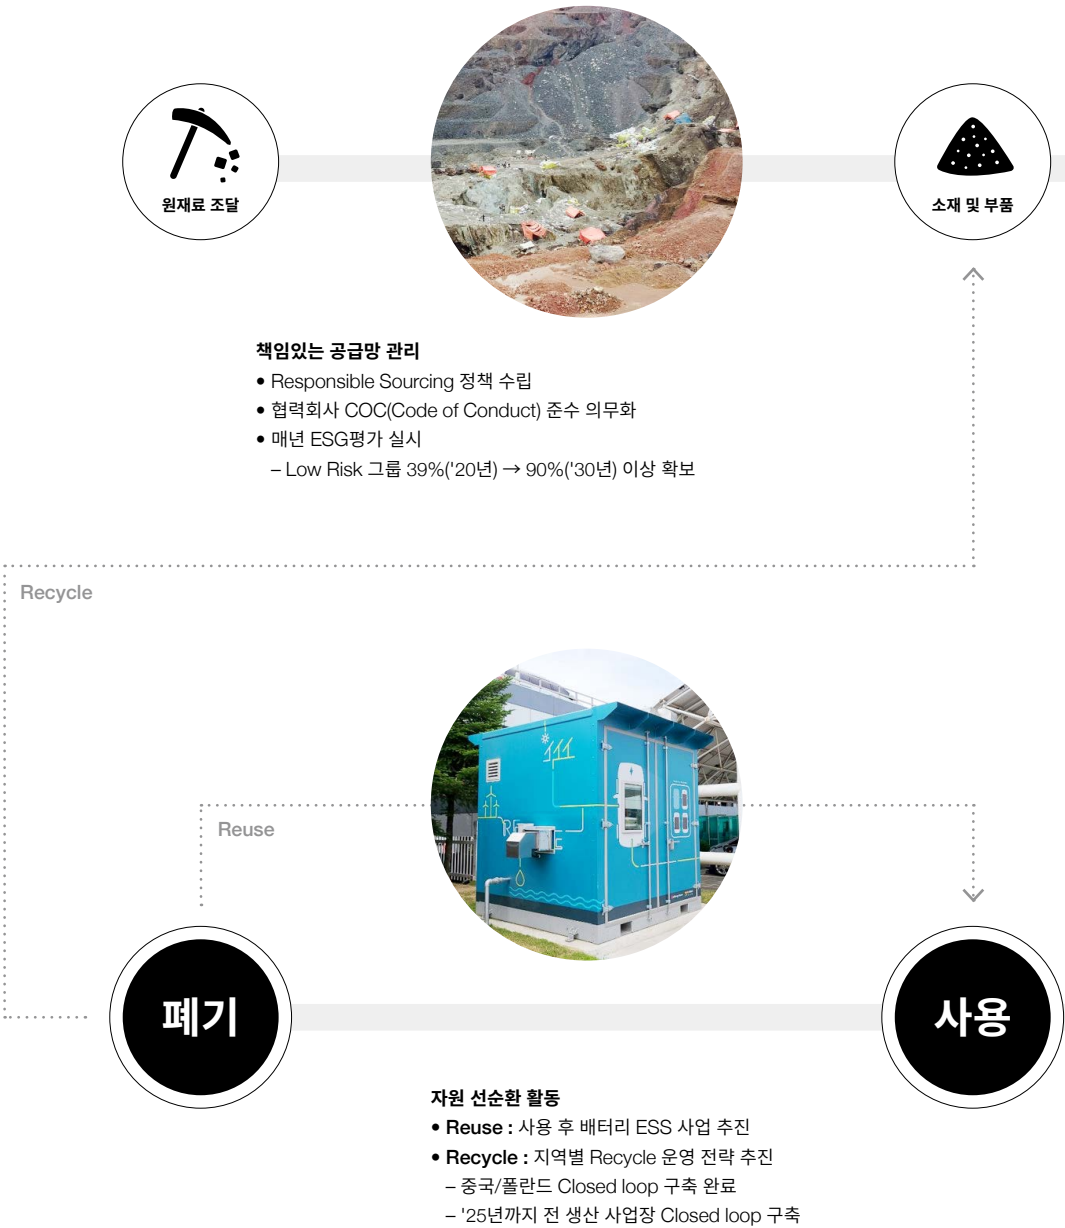 원재료 조달
소재 및 부품
책임있는 공급망 관리
• Responsible Sourcing 정책 수립
• 협력회사 COC(Code of Conduct) 준수 의무화
• 매년 ESG평가 실시
– Low Risk 그룹 39%('20년) → 90%('30년) 이상 확보
Recycle
Reuse
폐기
사용
자원 선순환 활동
• Reuse : 사용 후 배터리 ESS 사업 추진
• Recycle : 지역별 Recycle 운영 전략 추진
– 중국/폴란드 Closed loop 구축 완료
– '25년까지 전 생산 사업장 Closed loop 구축